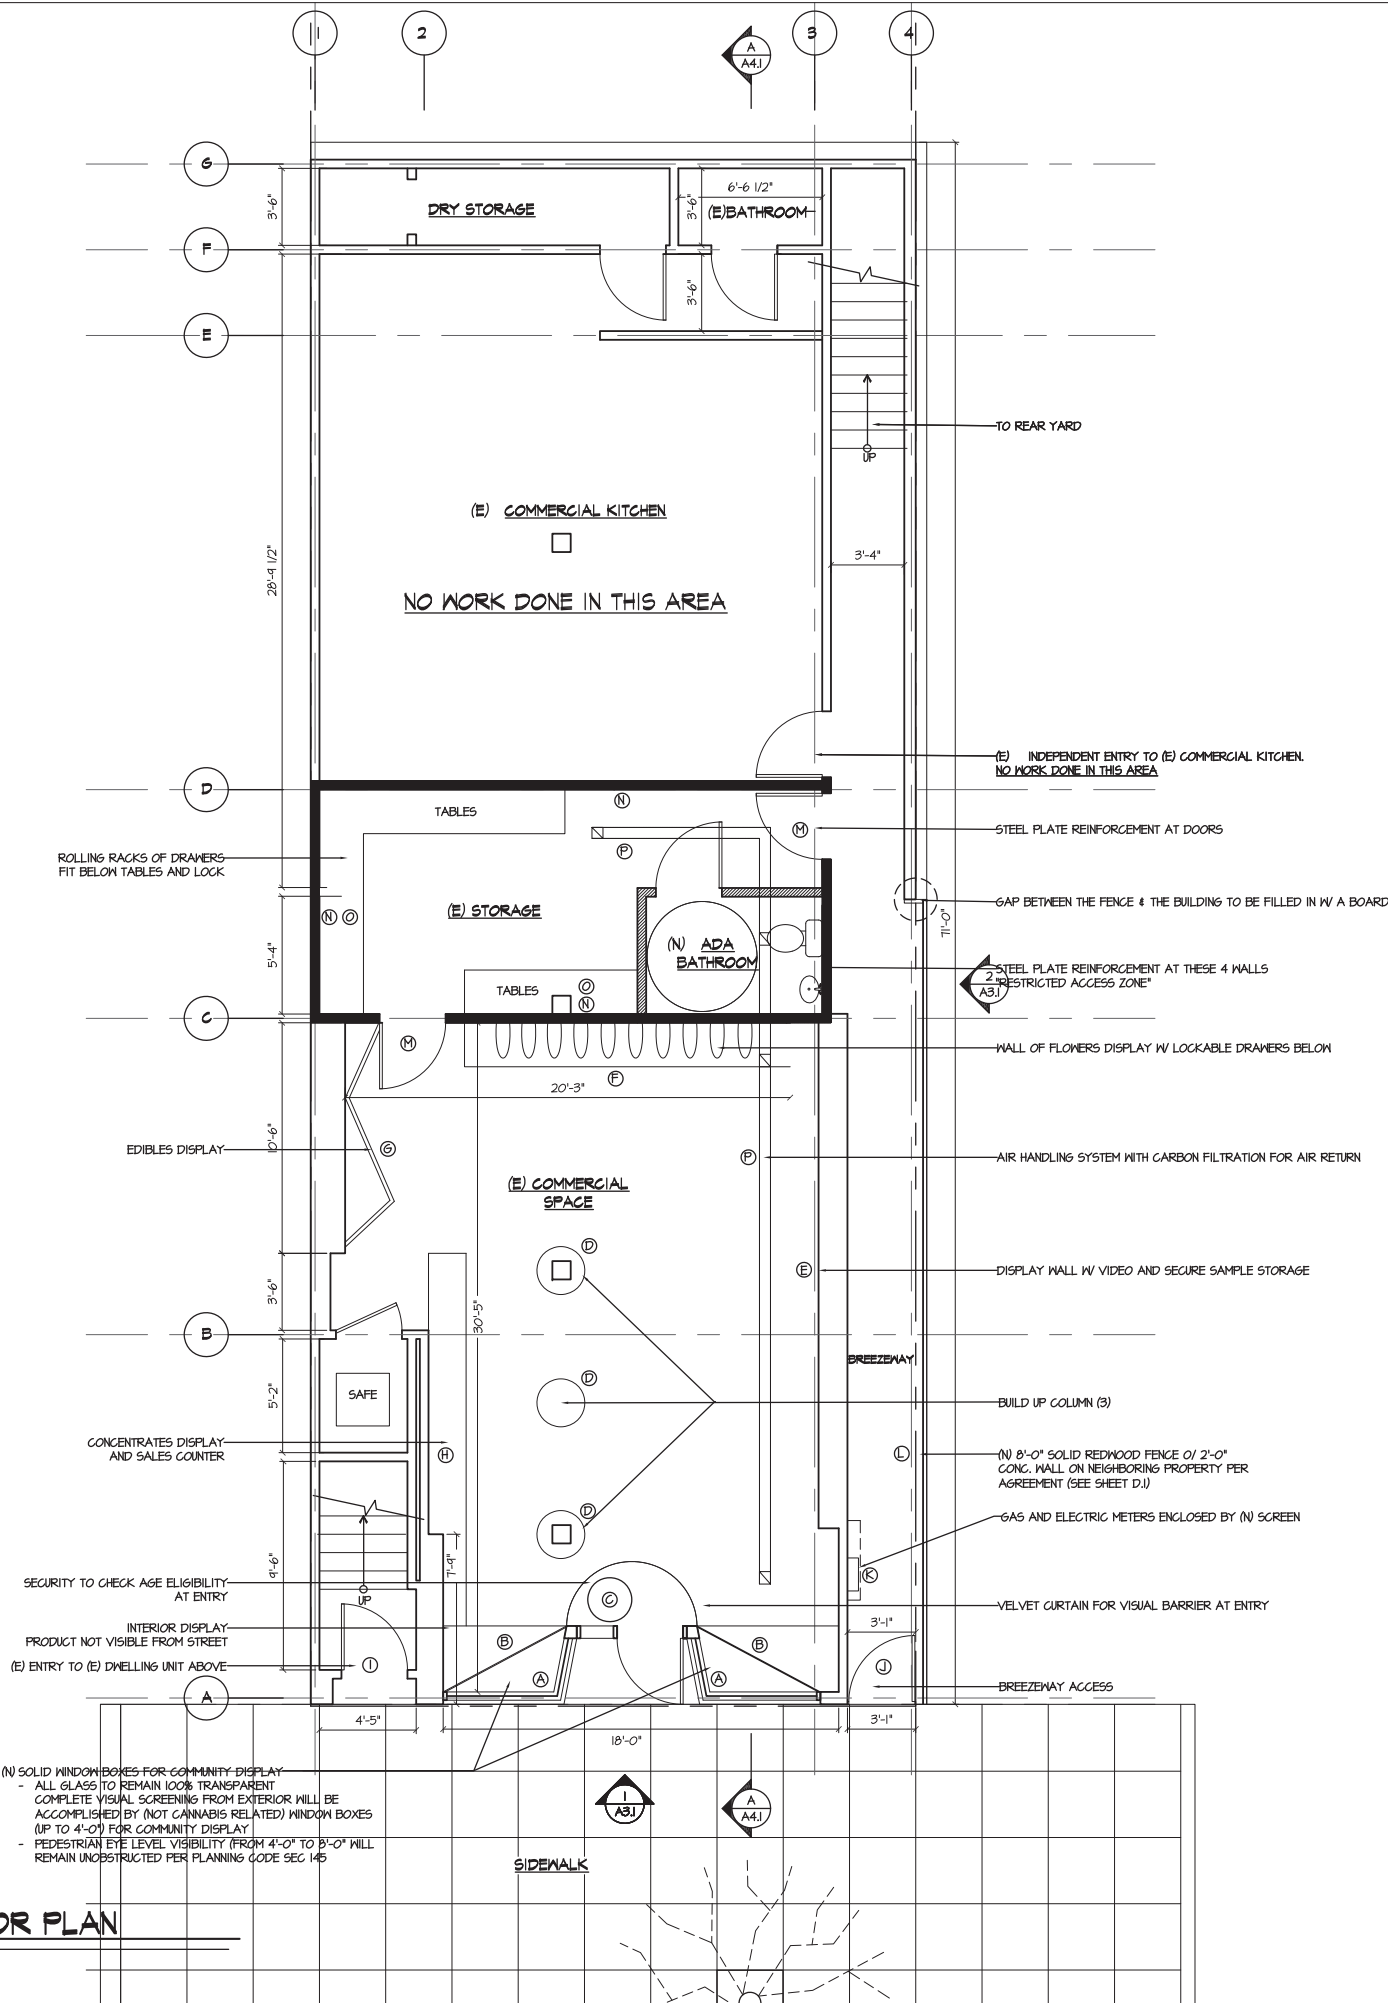 1
2
A
A4.1
3
4
G
3'-6"
DRY STORAGE
6'-6 1/2"
3'-6"
(E)BATHROOM
F
3'-6"
E
TO REAR YARD
UP
(E) COMMERCIAL KITCHEN
28'-9 1/2"
3'-4"
NO WORK DONE IN THIS AREA
(E) INDEPENDENT ENTRY TO (E) COMMERCIAL KITCHEN.
NO WORK DONE IN THIS AREA
D
TABLES
N
M
STEEL PLATE REINFORCEMENT AT DOORS
P
ROLLING RACKS OF DRAWERS
FIT BELOW TABLES AND LOCK
(E) STORAGE
N O
GAP BETWEEN THE FENCE & THE BUILDING TO BE FILLED IN W/ A BOARD
71'-0"
5'-4"
(N) ADA
BATHROOM
STEEL PLATE REINFORCEMENT AT THESE 4 WALLS
"RESTRICTED ACCESS ZONE"
2
A3.1
TABLES
O
N
C
M
WALL OF FLOWERS DISPLAY W/ LOCKABLE DRAWERS BELOW
F
20'-3"
10'-6"
EDIBLES DISPLAY
G
P
AIR HANDLING SYSTEM WITH CARBON FILTRATION FOR AIR RETURN
(E) COMMERCIAL
SPACE
D
E
DISPLAY WALL W/ VIDEO AND SECURE SAMPLE STORAGE
3'-6"
30'-5"
B
BREEZEWAY
5'-2"
SAFE
D
BUILD UP COLUMN (3)
CONCENTRATES DISPLAY
AND SALES COUNTER
H
L
(N) 8'-0" SOLID REDWOOD FENCE O/ 2'-0"
CONC. WALL ON NEIGHBORING PROPERTY PER
AGREEMENT (SEE SHEET D.1)
D
GAS AND ELECTRIC METERS ENCLOSED BY (N) SCREEN
9'-6"
7'-9"
K
SECURITY TO CHECK AGE ELIGIBILITY
AT ENTRY
UP
C
VELVET CURTAIN FOR VISUAL BARRIER AT ENTRY
3'-1"
INTERIOR DISPLAY
PRODUCT NOT VISIBLE FROM STREET
B
B
(E) ENTRY TO (E) DWELLING UNIT ABOVE
I
A
A
J
BREEZEWAY ACCESS
A
4'-5"
18'-0"
3'-1"
(N) SOLID WINDOW BOXES FOR COMMUNITY DISPLAY
- ALL GLASS TO REMAIN 100% TRANSPARENT
COMPLETE VISUAL SCREENING FROM EXTERIOR WILL BE
ACCOMPLISHED BY (NOT CANNABIS RELATED) WINDOW BOXES
(UP TO 4'-0") FOR COMMUNITY DISPLAY
- PEDESTRIAN EYE LEVEL VISIBILITY (FROM 4'-0" TO 8'-0" WILL
REMAIN UNOBSTRUCTED PER PLANNING CODE SEC 145
1
A3.1
A
A4.1
SIDEWALK
OR PLAN